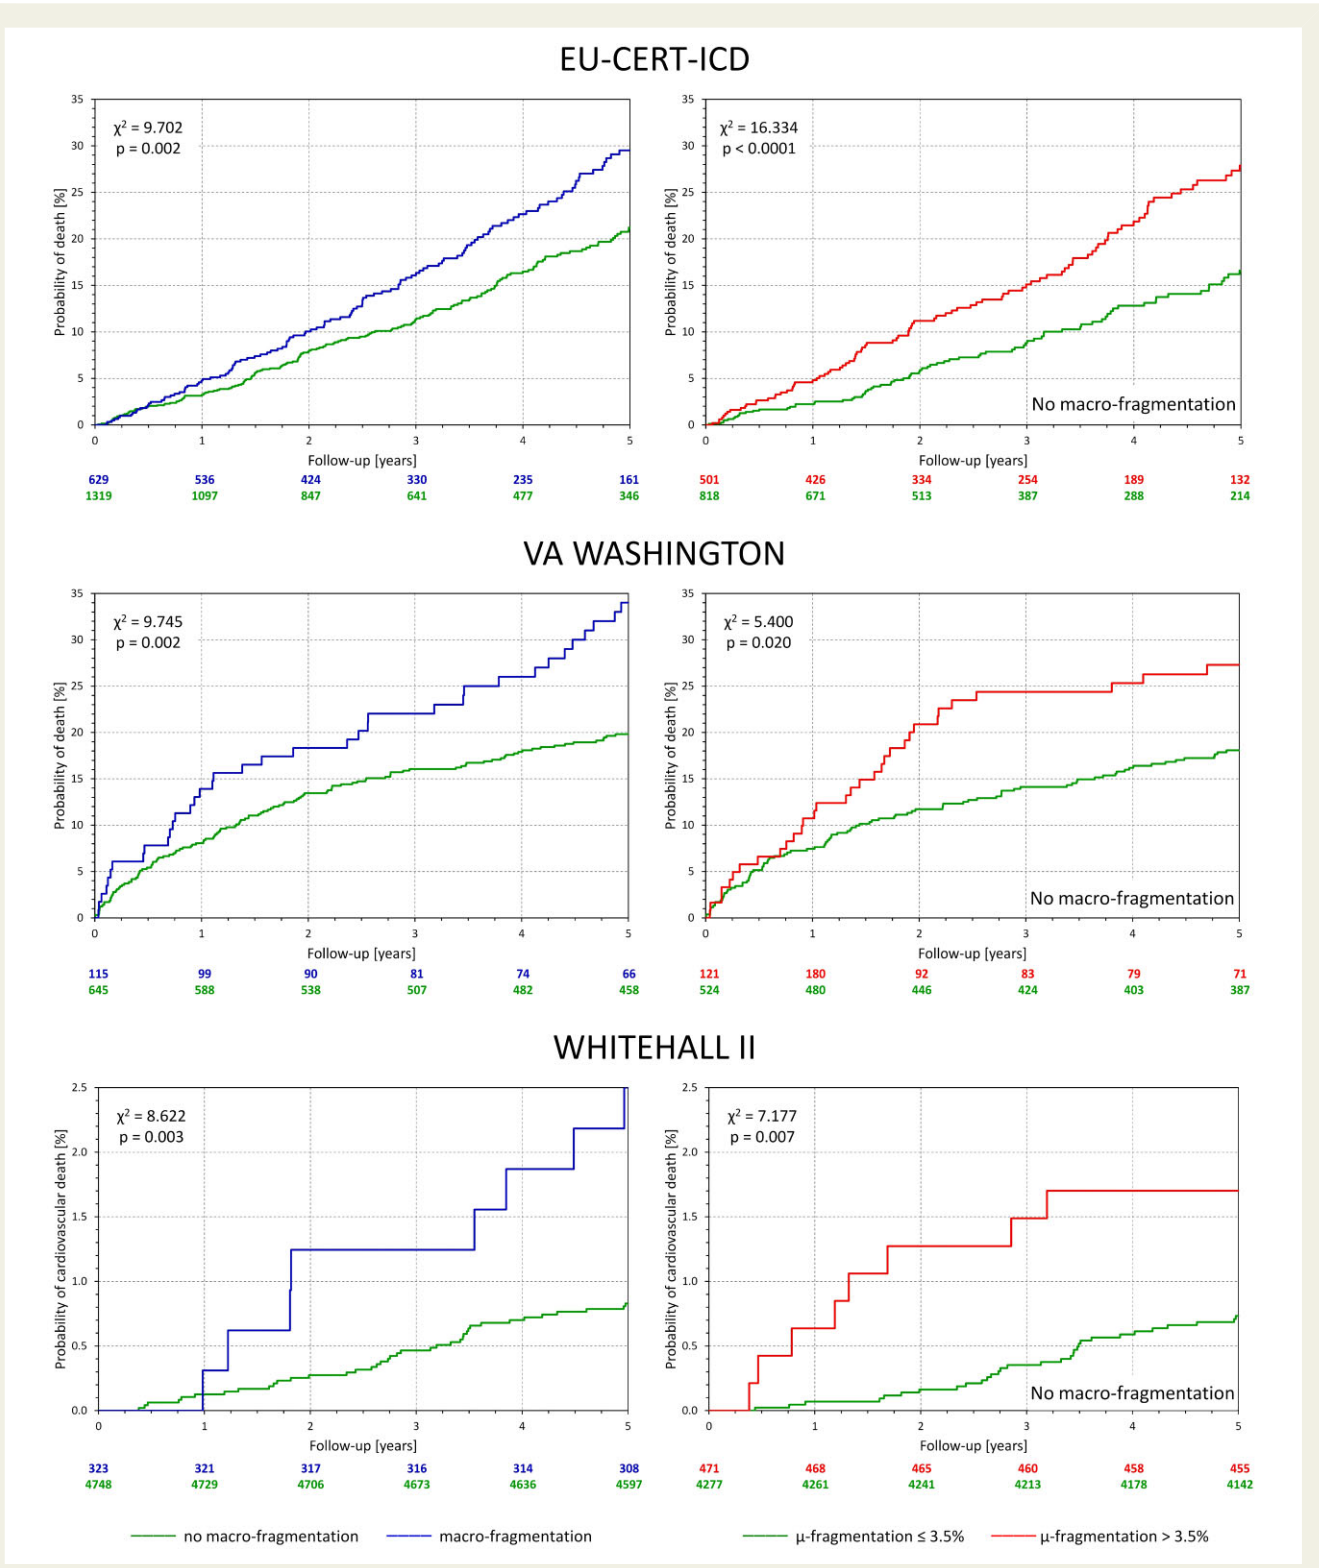 EU-CERT-ICD
35
30
25
20
15
10
5
0
Probability of death [%]
χ² = 9.702
p = 0.002
0 1 2 3 4 5
Follow-up [years]
629 536 424 330 235 161
1319 1097 847 641 477 346
35
30
25
20
15
10
5
0
Probability of death [%]
χ² = 16.334
p < 0.0001
No macro-fragmentation
0 1 2 3 4 5
Follow-up [years]
501 426 334 254 189 132
818 671 513 387 288 214
VA WASHINGTON
35
30
25
20
15
10
5
0
Probability of death [%]
χ² = 9.745
p = 0.002
0 1 2 3 4 5
Follow-up [years]
115 99 90 81 74 66
645 588 538 507 482 458
35
30
25
20
15
10
5
0
Probability of death [%]
χ² = 5.400
p = 0.020
No macro-fragmentation
0 1 2 3 4 5
Follow-up [years]
121 180 92 83 79 71
524 480 446 424 403 387
WHITEHALL II
2.5
2.0
1.5
1.0
0.5
0.0
Probability of cardiovascular death [%]
χ² = 8.622
p = 0.003
0 1 2 3 4 5
Follow-up [years]
323 321 317 316 314 308
4748 4729 4706 4673 4636 4597
2.5
2.0
1.5
1.0
0.5
0.0
Probability of cardiovascular death [%]
χ² = 7.177
p = 0.007
No macro-fragmentation
0 1 2 3 4 5
Follow-up [years]
471 468 465 460 458 455
4277 4261 4241 4213 4178 4142
no macro-fragmentation macro-fragmentation
μ-fragmentation ≤ 3.5% μ-fragmentation > 3.5%